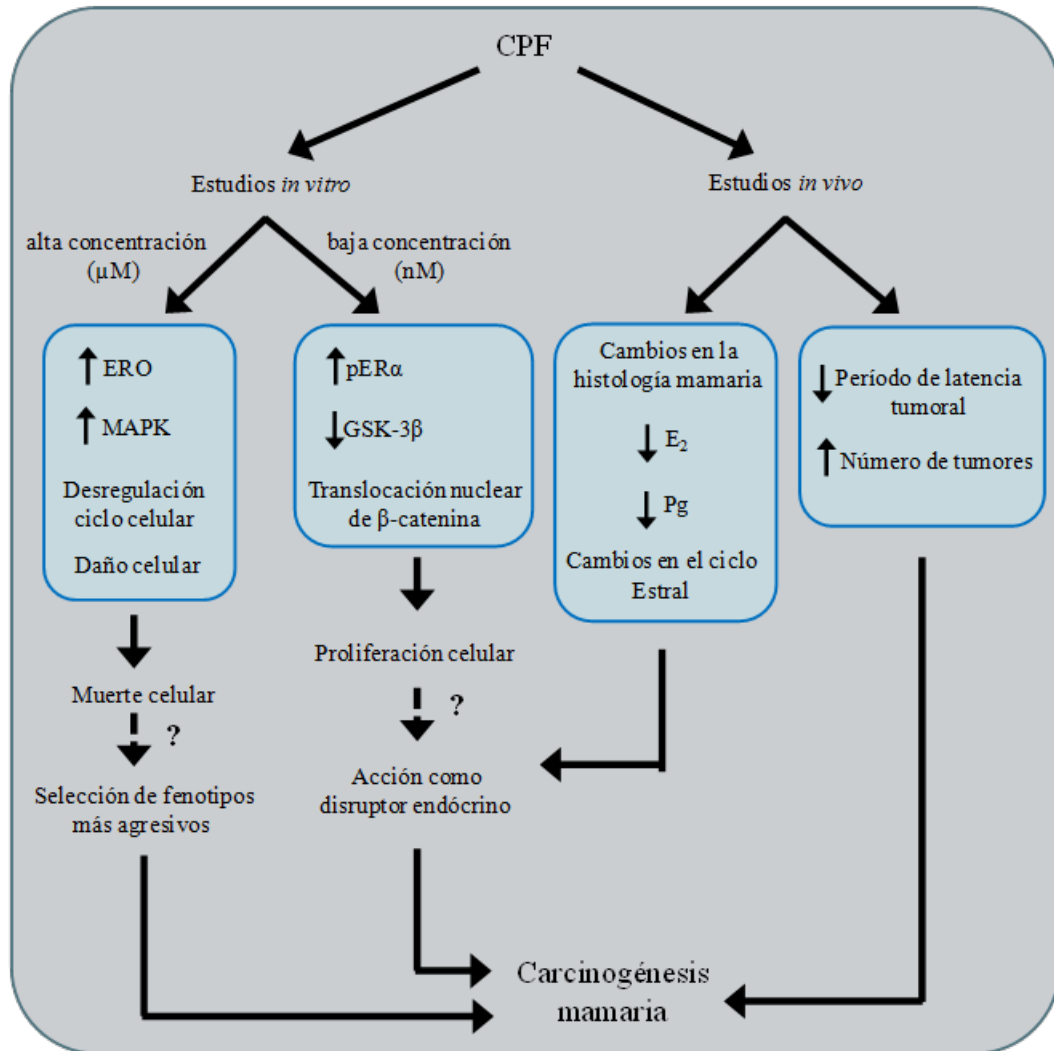 CPF
Estudios in vitro
Estudios in vivo
alta concentración
(µM)
baja concentración
(nM)
↑ ERO
↑ MAPK
Desregulación
ciclo celular
Daño celular
↑ pERα
↓ GSK-3β
Translocación nuclear
de β-catenina
Cambios en la
histología mamaria
↓ E₂
↓ Pg
Cambios en el ciclo
Estral
↓ Período de latencia
tumoral
↑ Número de tumores
Muerte celular
?
Selección de fenotipos
más agresivos
Proliferación celular
?
Acción como
disruptor endócrino
Carcinogénesis
mamaria